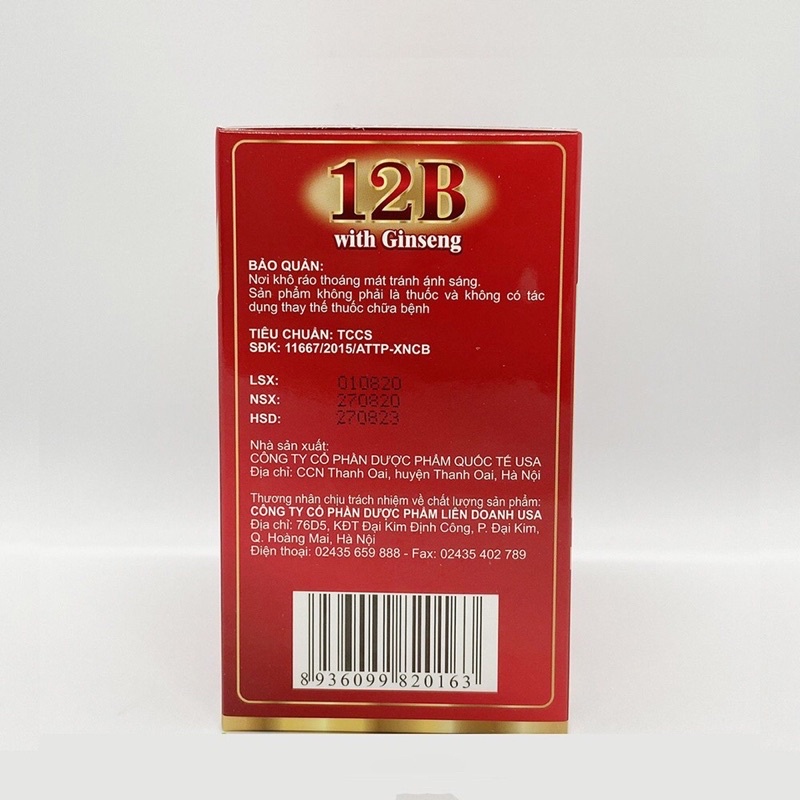 12B
with Ginseng
BẢO QUẢN:
Nơi khô ráo thoáng mát tránh ánh sáng.
Sản phẩm không phải là thuốc và không có tác
dụng thay thế thuốc chữa bệnh
TIÊU CHUẨN: TCCS
SĐK: 11667/2015/ATTP-XNCB
LSX: 010820
NSX: 270820
HSD: 270823
Nhà sản xuất:
CÔNG TY CỔ PHẦN DƯỢC PHẨM QUỐC TẾ USA
Địa chỉ: CCN Thanh Oai, huyện Thanh Oai, Hà Nội
Thương nhân chịu trách nhiệm về chất lượng sản phẩm:
CÔNG TY CỔ PHẦN DƯỢC PHẨM LIÊN DOANH USA
Địa chỉ: 76D5, KĐT Đại Kim Định Công, P. Đại Kim,
Q. Hoàng Mai, Hà Nội
Điện thoại: 02435 659 888 - Fax: 02435 402 789
8 936099 820163